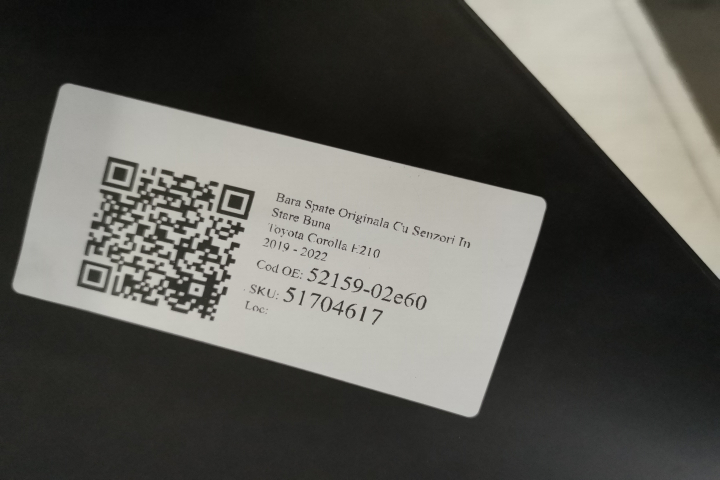 Bara Spate Originala Cu Senzori In
Stare Buna
Toyota Corolla E210
2019 - 2022
Cod OE: 52159-02e60
SKU: 51704617
Loc: